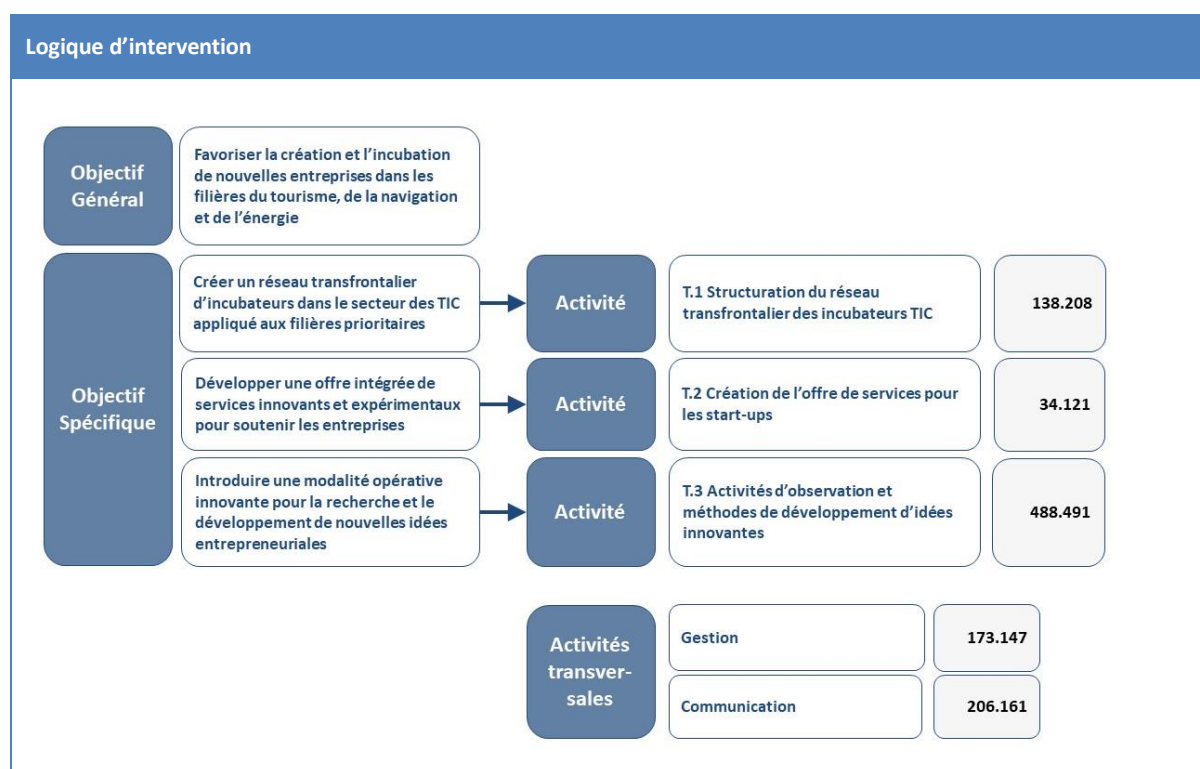 Logique d’intervention
Objectif
Général
Favoriser la création et l’incubation
de nouvelles entreprises dans les
filières du tourisme, de la navigation
et de l’énergie
Objectif
Spécifique
Créer un réseau transfrontalier
d’incubateurs dans le secteur des TIC
appliqué aux filières prioritaires
Activité
T.1 Structuration du réseau
transfrontalier des incubateurs TIC
138.208
Développer une offre intégrée de
services innovants et expérimentaux
pour soutenir les entreprises
Activité
T.2 Création de l’offre de services pour
les start-ups
34.121
Introduire une modalité opérative
innovante pour la recherche et le
développement de nouvelles idées
entrepreneuriales
Activité
T.3 Activités d’observation et
méthodes de développement d’idées
innovantes
488.491
Activités
transver-
sales
Gestion
173.147
Communication
206.161